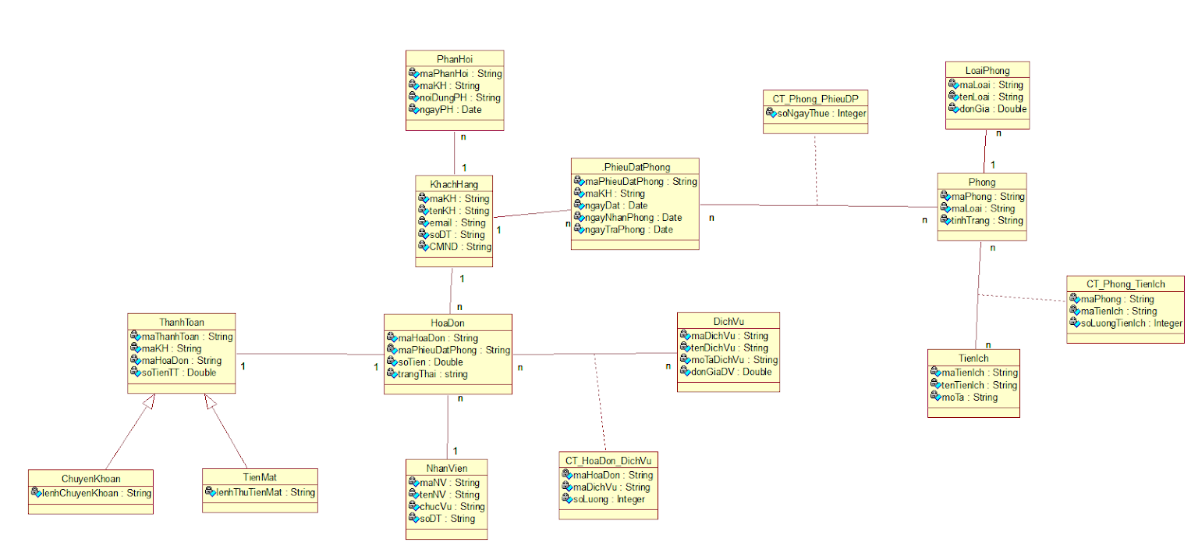 PhanHoi
maPhanHoi : String
maKH : String
noiDungPH : String
ngayPH : Date
n
1
KhachHang
maKH : String
tenKH : String
email : String
soDT : String
CMND : String
1
n
1
n
.PhieuDatPhong
maPhieuDatPhong : String
maKH : String
ngayDat : Date
ngayNhanPhong : Date
ngayTraPhong : Date
n
n
CT_Phong_PhieuDP
soNgayThue : Integer
LoaiPhong
maLoai : String
tenLoai : String
donGia : Double
n
1
Phong
maPhong : String
maLoai : String
tinhTrang : String
n
n
CT_Phong_TienIch
maPhong : String
maTienIch : String
soLuongTienIch : Integer
TienIch
maTienIch : String
tenTienIch : String
moTa : String
ThanhToan
maThanhToan : String
maKH : String
maHoaDon : String
soTienTT : Double
1
1
HoaDon
maHoaDon : String
maPhieuDatPhong : String
soTien : Double
trangThai : string
n
n
n
1
DichVu
maDichVu : String
tenDichVu : String
moTaDichVu : String
donGiaDV : Double
ChuyenKhoan
lenhChuyenKhoan : String
TienMat
lenhThuTienMat : String
NhanVien
maNV : String
tenNV : String
chucVu : String
soDT : String
CT_HoaDon_DichVu
maHoaDon : String
maDichVu : String
soLuong : Integer